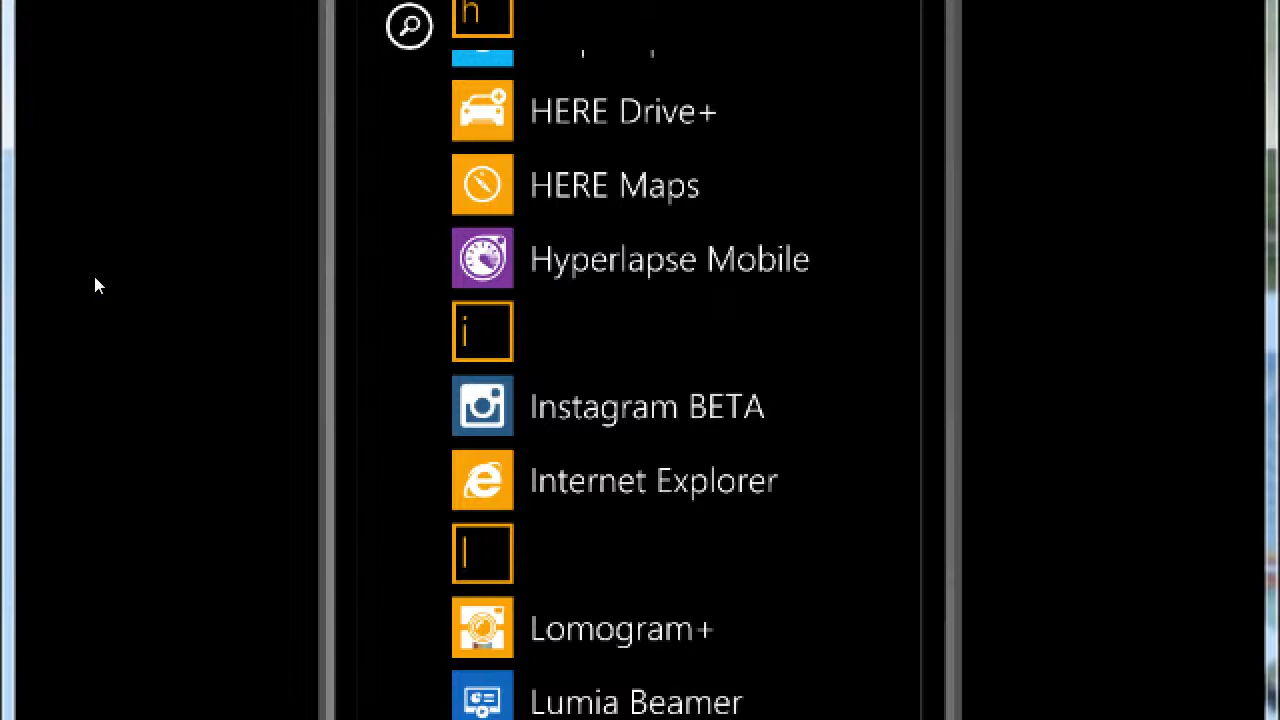 h
HERE Drive+
HERE Maps
Hyperlapse Mobile
i
Instagram BETA
Internet Explorer
l
Lomogram+
Lumia Beamer